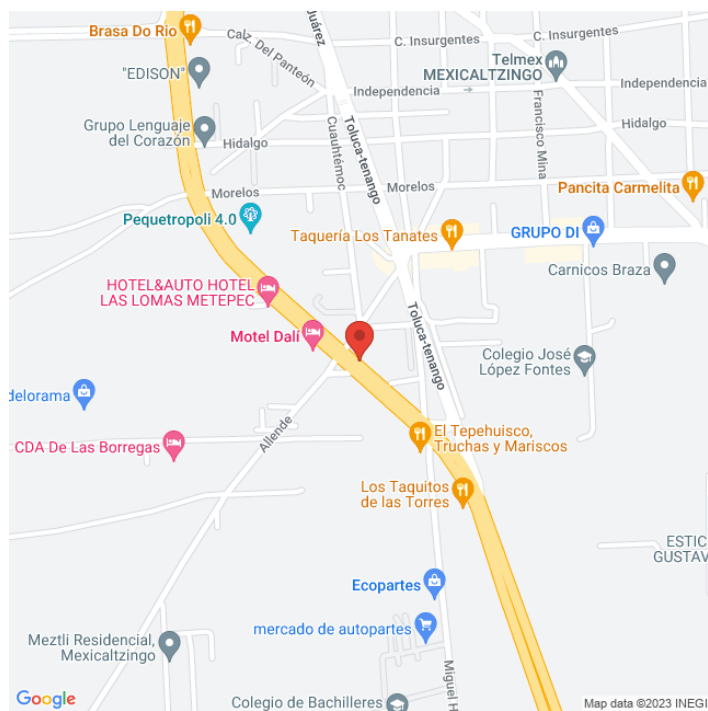 Brasa Do Rio
Calz. Del Panteón
Juárez
C. Insurgentes
C. Insurgentes
Telmex
MEXICALTZINGO
"EDISON"
Independencia
Independencia
Cuauhtémoc
Toluca-tenango
Francisco Mina
Grupo Lenguaje
del Corazón
Hidalgo
Hidalgo
Morelos
Morelos
Pancita Carmelita
Pequetropoli 4.0
Taquería Los Tanates
GRUPO DI
Carnicos Braza
HOTEL&AUTO HOTEL
LAS LOMAS METEPEC
Motel Dalí
Toluca-tenango
Colegio José
López Fontes
delorama
Allende
CDA De Las Borregas
El Tepehuisco,
Truchas y Mariscos
Los Taquitos
de las Torres
ESTIC
GUSTAV
Ecopartes
mercado de autopartes
Meztli Residencial,
Mexicaltzingo
Miguel H
Colegio de Bachilleres
Google
Map data ©2023 INEGI